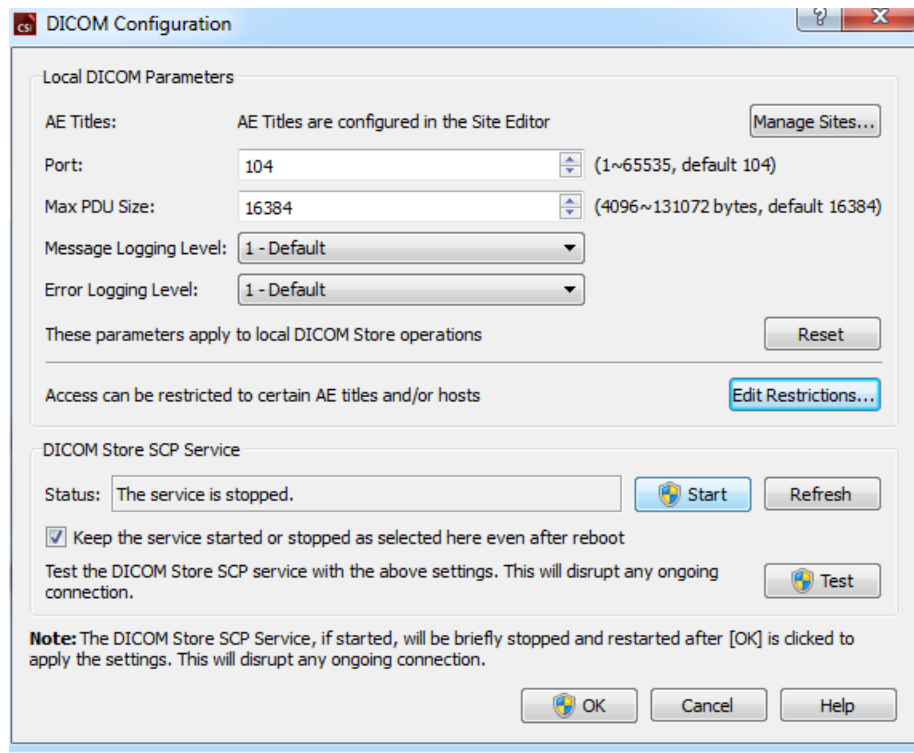 CSI DICOM Configuration
Local DICOM Parameters
AE Titles: AE Titles are configured in the Site Editor Manage Sites...
Port: 104 (1~65535, default 104)
Max PDU Size: 16384 (4096~131072 bytes, default 16384)
Message Logging Level: 1 - Default
Error Logging Level: 1 - Default
These parameters apply to local DICOM Store operations Reset
Access can be restricted to certain AE titles and/or hosts Edit Restrictions...
DICOM Store SCP Service
Status: The service is stopped. Start Refresh
Keep the service started or stopped as selected here even after reboot
Test the DICOM Store SCP service with the above settings. This will disrupt any ongoing
connection. Test
Note: The DICOM Store SCP Service, if started, will be briefly stopped and restarted after [OK] is clicked to
apply the settings. This will disrupt any ongoing connection.
OK Cancel Help